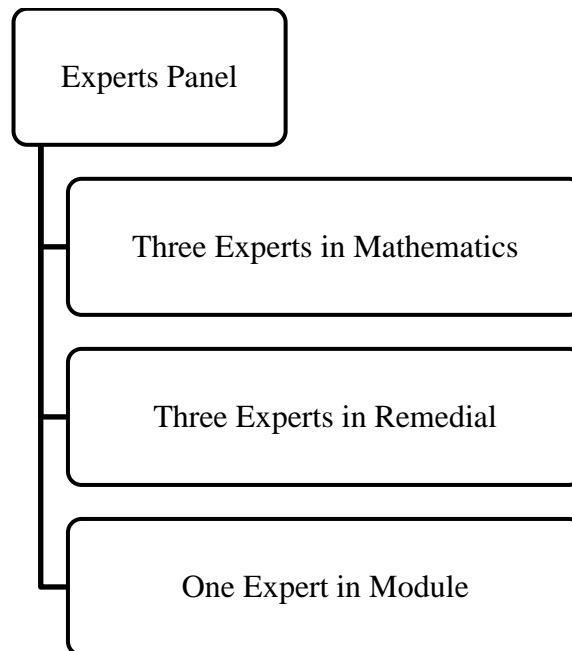 Experts Panel
Three Experts in Mathematics
Three Experts in Remedial
One Expert in Module